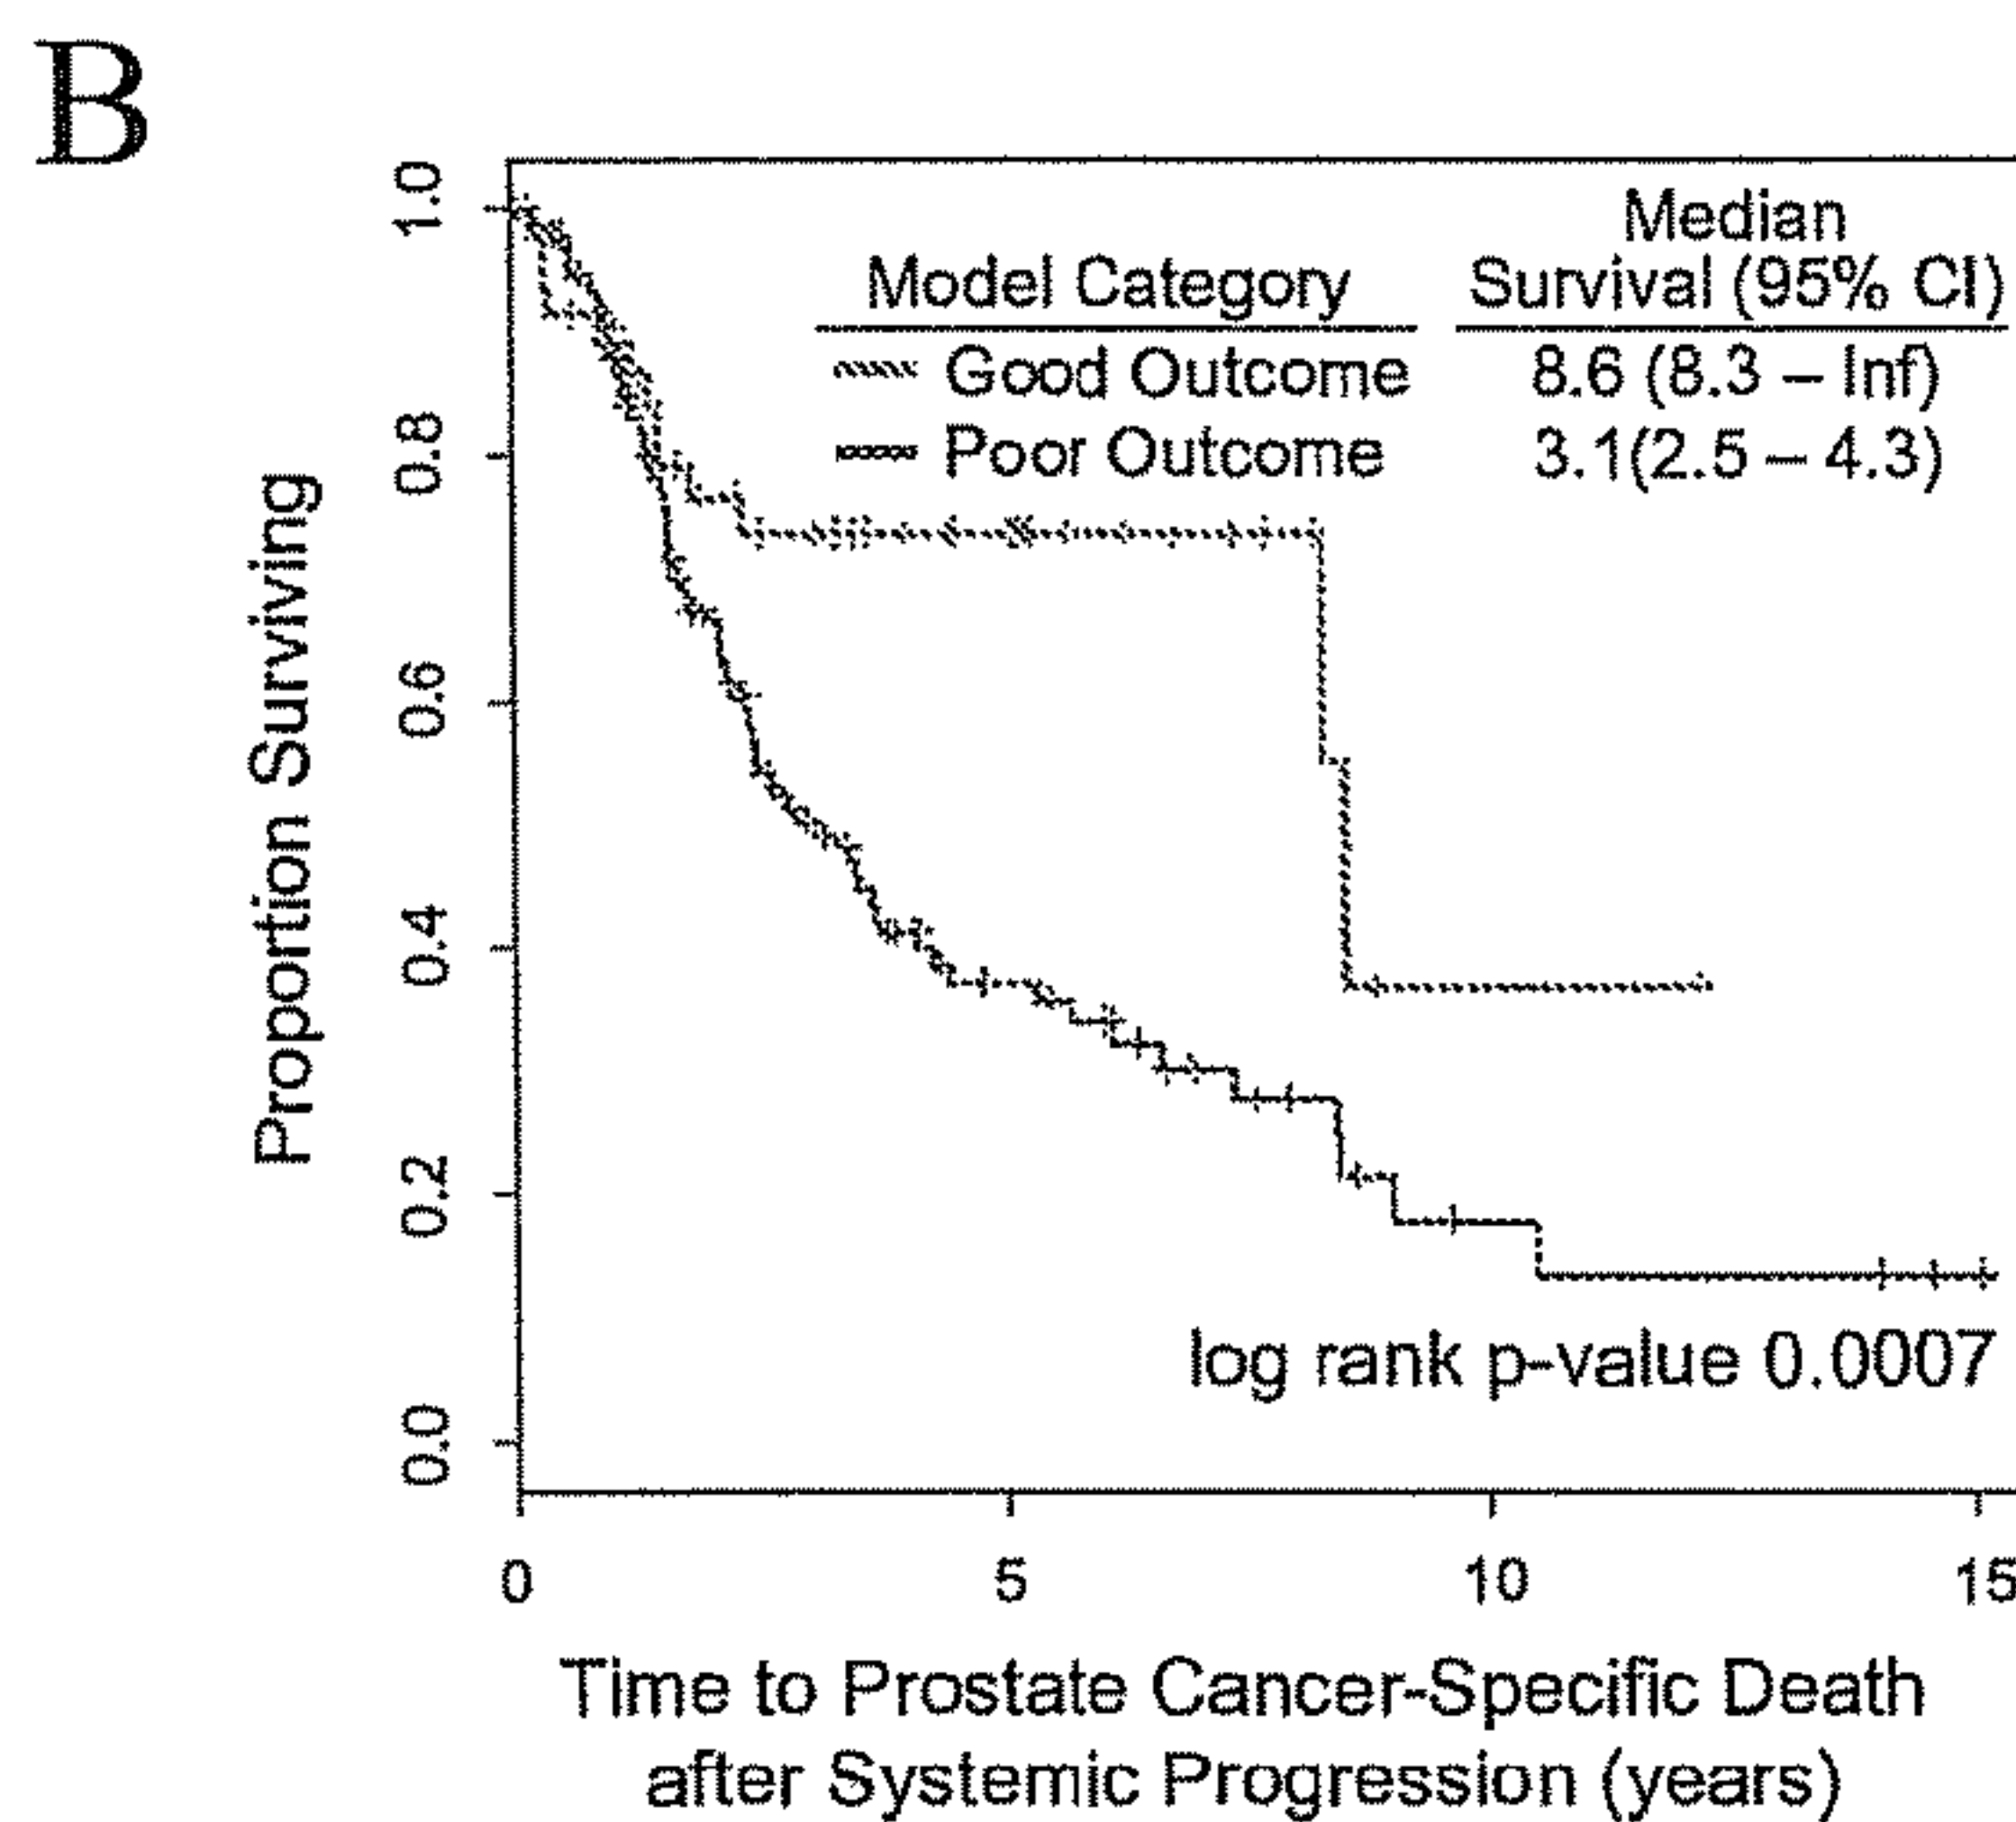 B
Median
Model Category Survival (95% CI)
Good Outcome 8.6 (8.3 – Inf)
Poor Outcome 3.1(2.5 – 4.3)
1.0
0.8
0.6
0.4
0.2
0.0
Proportion Surviving
log rank p-value 0.0007
0 5 10 15
Time to Prostate Cancer-Specific Death
after Systemic Progression (years)